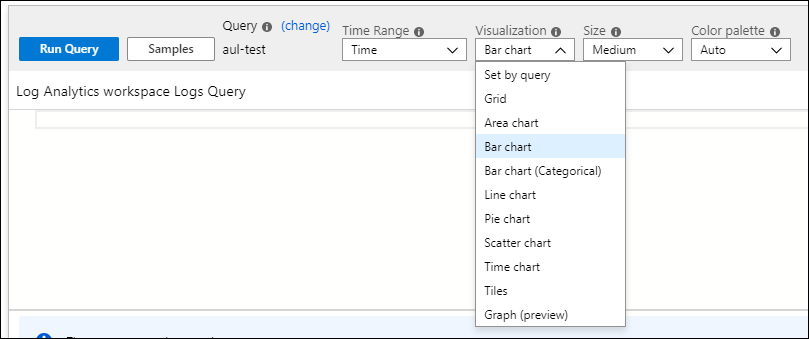 Run Query
Samples
Query (change)
aul-test
Time Range
Time
Visualization
Bar chart
Size
Medium
Color palette
Auto
Log Analytics workspace Logs Query
Set by query
Grid
Area chart
Bar chart
Bar chart (Categorical)
Line chart
Pie chart
Scatter chart
Time chart
Tiles
Graph (preview)